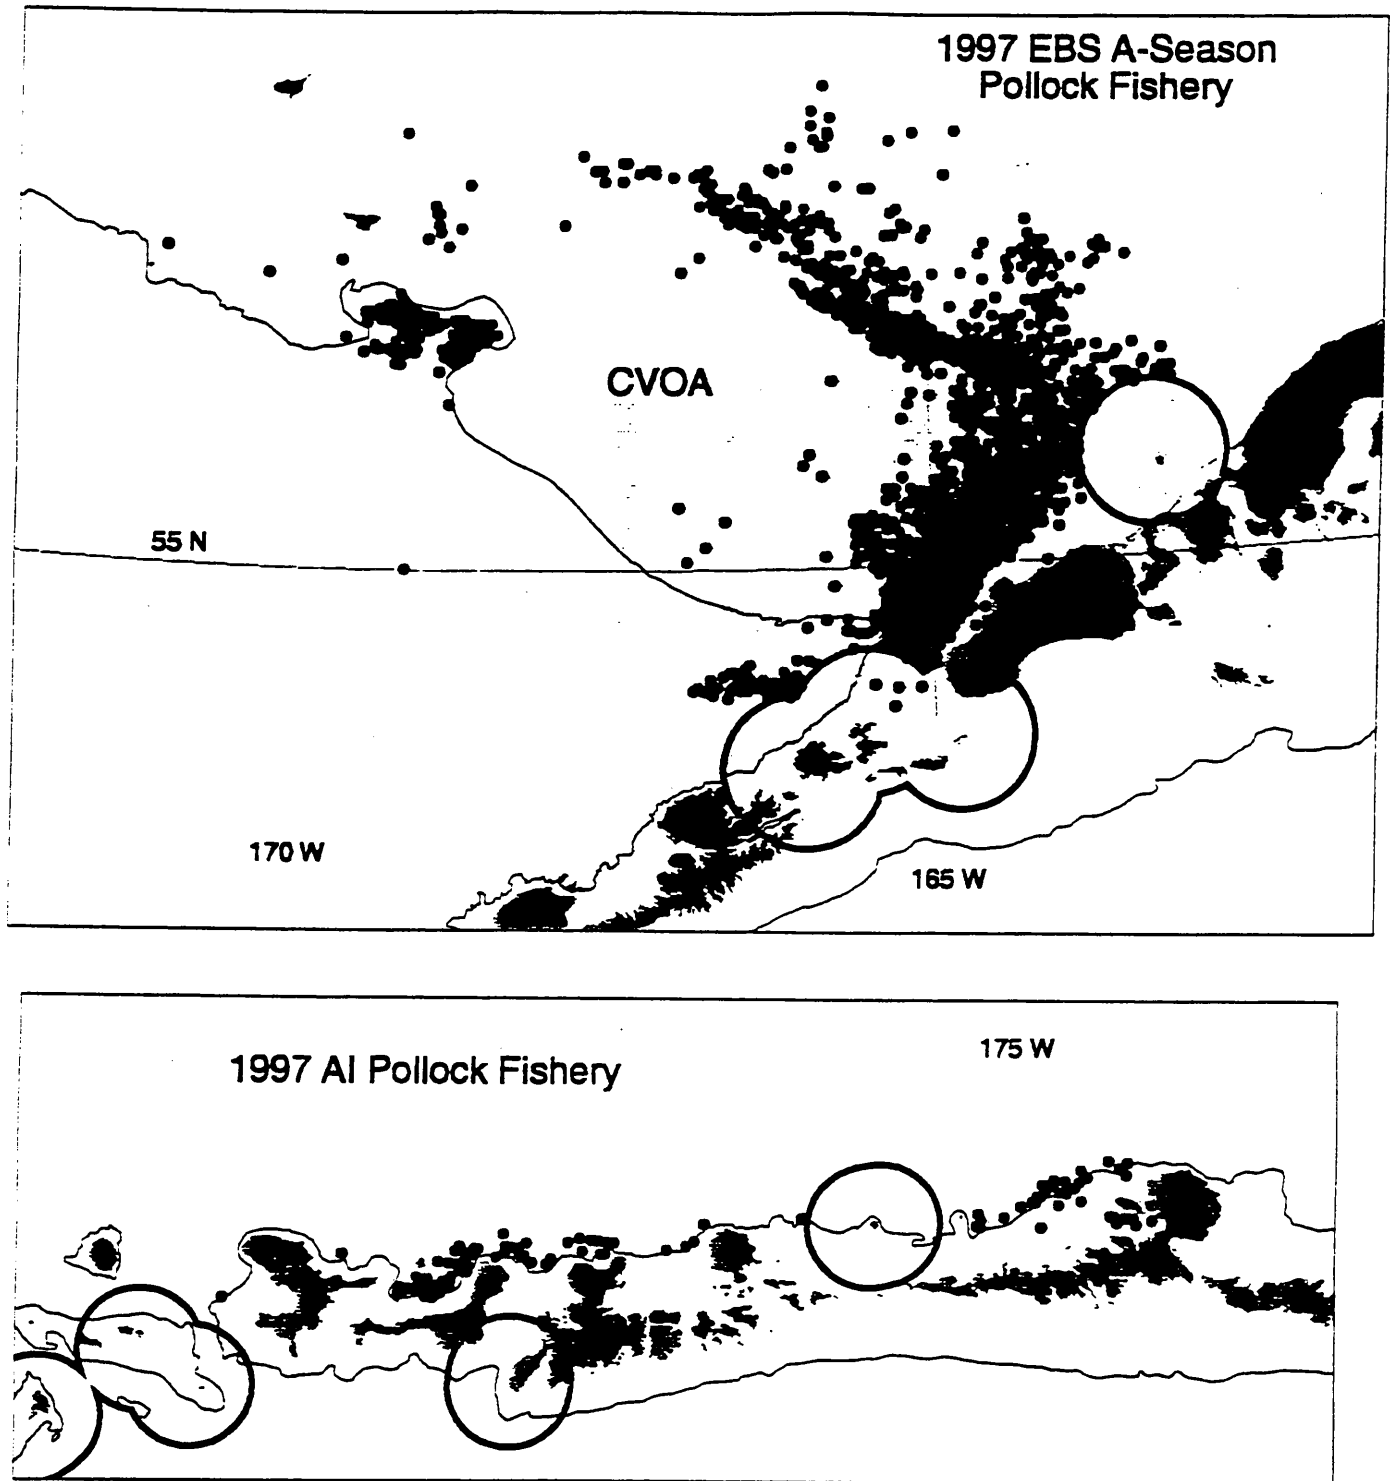 1997 EBS A-Season
Pollock Fishery
CVOA
55 N
170 W
165 W
1997 AI Pollock Fishery
175 W